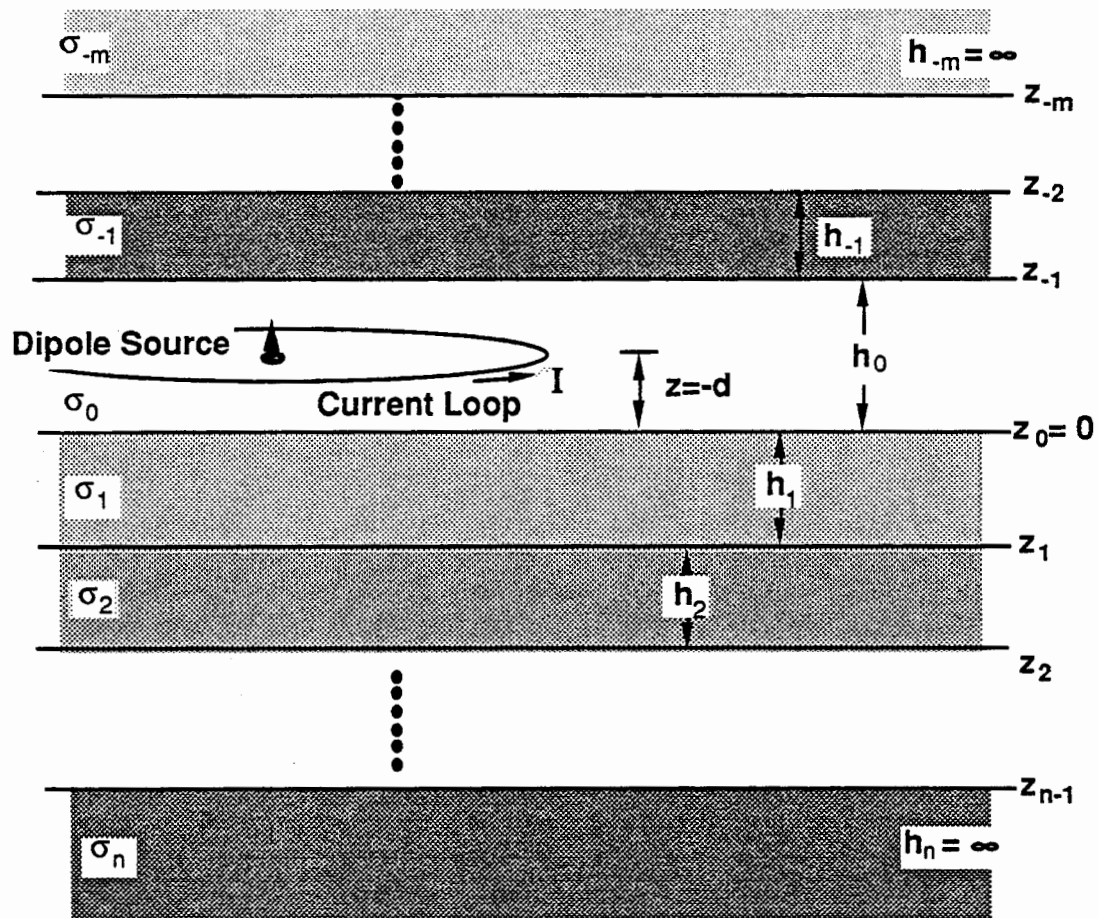 σ₋ₘ h₋ₘ = ∞
z₋ₘ
z₋₂
σ₋₁ h₋₁
z₋₁
Dipole Source
h₀
z=-d
I
Current Loop
σ₀
z₀= 0
σ₁ h₁
z₁
σ₂ h₂
z₂
zₙ₋₁
σₙ hₙ = ∞